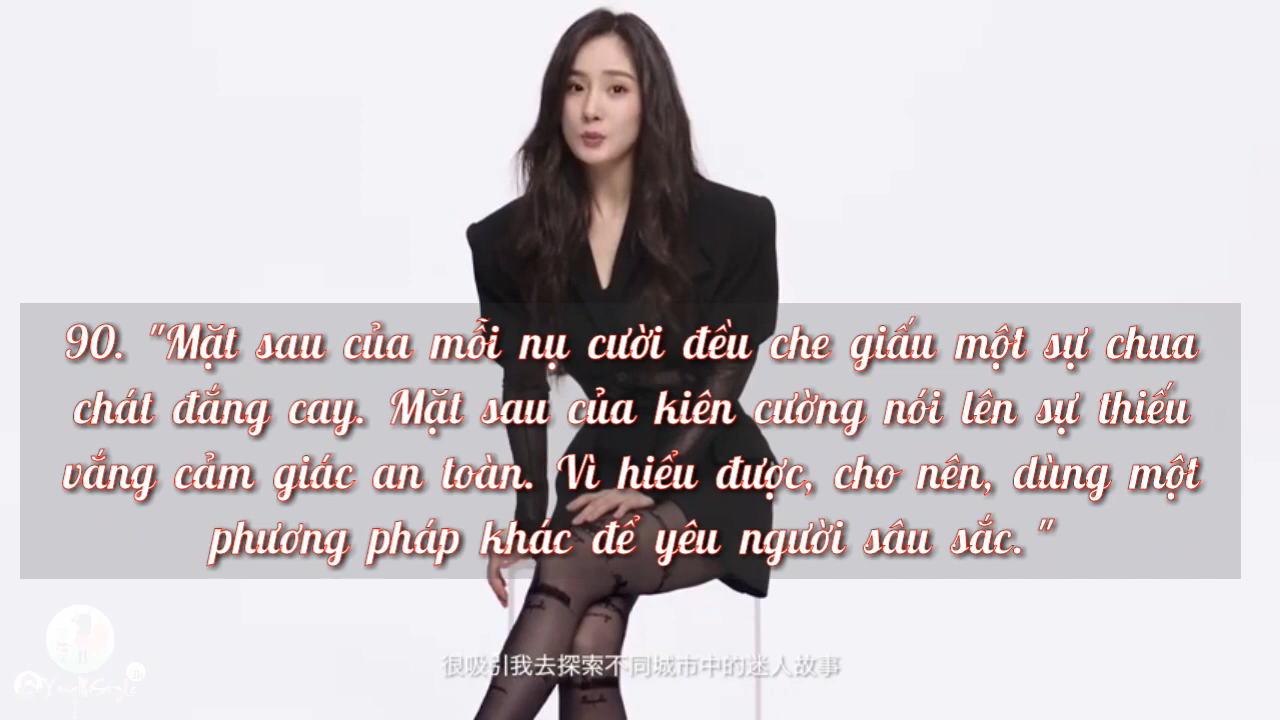 90. "Mặt sau của mỗi nụ cười đều che giấu một sự chua
chát đắng cay. Mặt sau của kiên cường nói lên sự thiếu
vắng cảm giác an toàn. Vì hiểu được, cho nên, dùng một
phương pháp khác để yêu người sâu sắc."
很吸引我去探索不同城市中的迷人故事